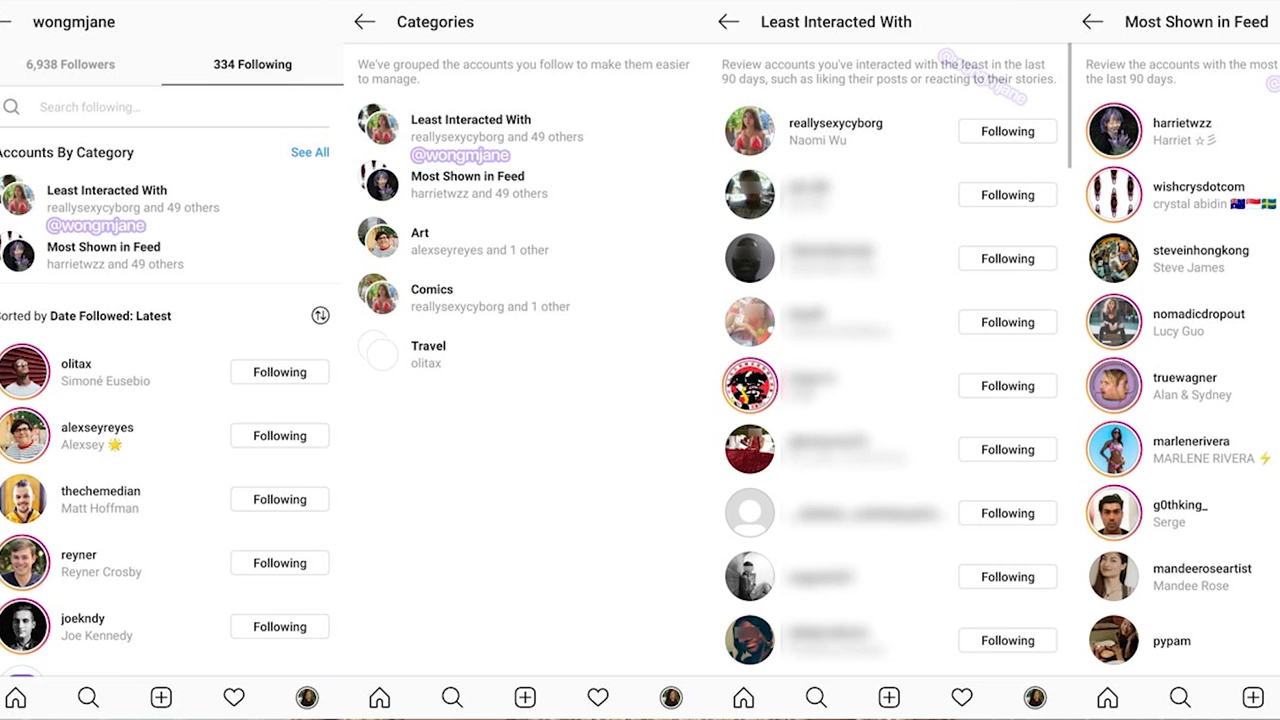 wongmjane
6,938 Followers
334 Following
Search following...
Accounts By Category
See All
Least Interacted With
reallysexycyborg and 49 others
@wongmjane
Most Shown in Feed
harrietwzz and 49 others
Sorted by Date Followed: Latest
olitax
Simoné Eusebio
Following
alexseyreyes
Alexsey 🌟
Following
thechemedian
Matt Hoffman
Following
reyner
Reyner Crosby
Following
joekndy
Joe Kennedy
Following
Categories
We've grouped the accounts you follow to make them easier
to manage.
Least Interacted With
reallysexycyborg and 49 others
@wongmjane
Most Shown in Feed
harrietwzz and 49 others
Art
alexseyreyes and 1 other
Comics
reallysexycyborg and 1 other
Travel
olitax
Least Interacted With
Review accounts you've interacted with the least in the last
90 days, such as liking their posts or reacting to their stories.
@wongmjane
reallysexycyborg
Naomi Wu
Following
Following
Following
Following
Following
Following
Following
Following
Following
Most Shown in Feed
Review the accounts with the most
the last 90 days.
harrietwzz
Harriet ☆彡
wishcrysdotcom
crystal abidin 🇦🇺🇸🇬🇸🇪
steveinhongkong
Steve James
nomadicdropout
Lucy Guo
truewagner
Alan & Sydney
marlenerivera
MARLENE RIVERA ⚡
g0thking_
Serge
mandeeroseartist
Mandee Rose
pypam